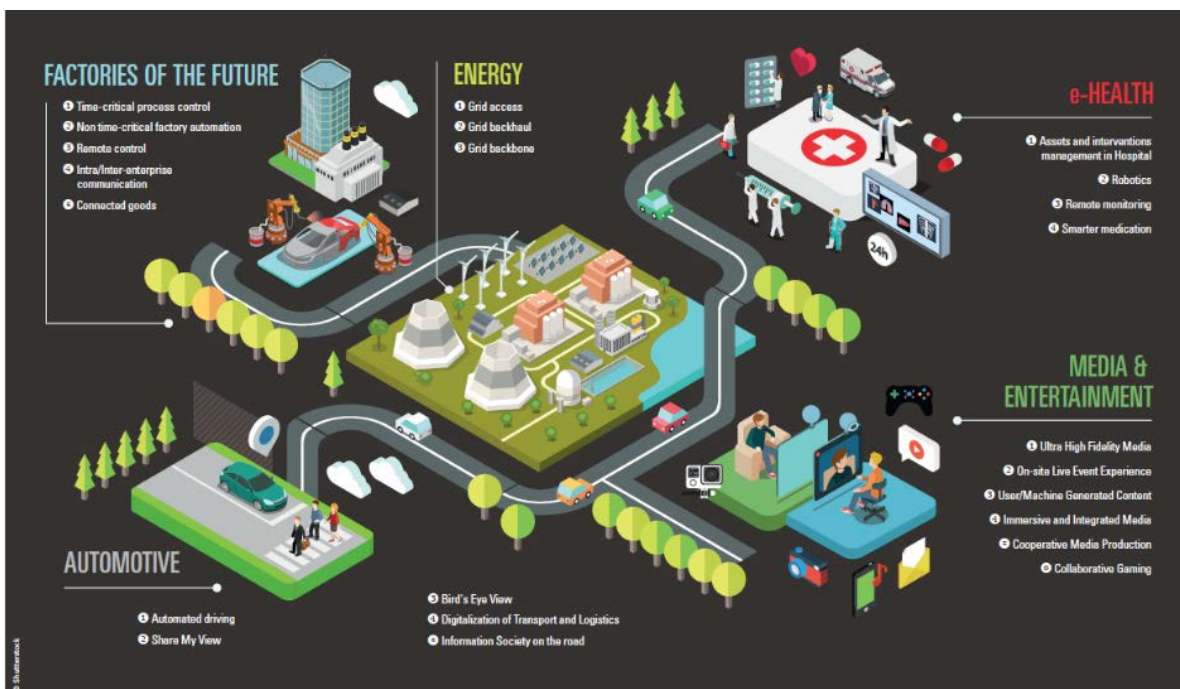 FACTORIES OF THE FUTURE
1 Time-critical process control
2 Non time-critical factory automation
3 Remote control
4 Intra/Inter-enterprise
communication
5 Connected goods
ENERGY
1 Grid access
2 Grid backhaul
3 Grid backbone
e-HEALTH
1 Assets and interventions
management in Hospital
2 Robotics
3 Remote monitoring
4 Smarter medication
24h
MEDIA &
ENTERTAINMENT
1 Ultra High Fidelity Media
2 On-site Live Event Experience
3 User/Machine Generated Content
4 Immersive and Integrated Media
5 Cooperative Media Production
6 Collaborative Gaming
AUTOMOTIVE
1 Automated driving
2 Share My View
3 Bird's Eye View
4 Digitalization of Transport and Logistics
5 Information Society on the road
© Shutterstock